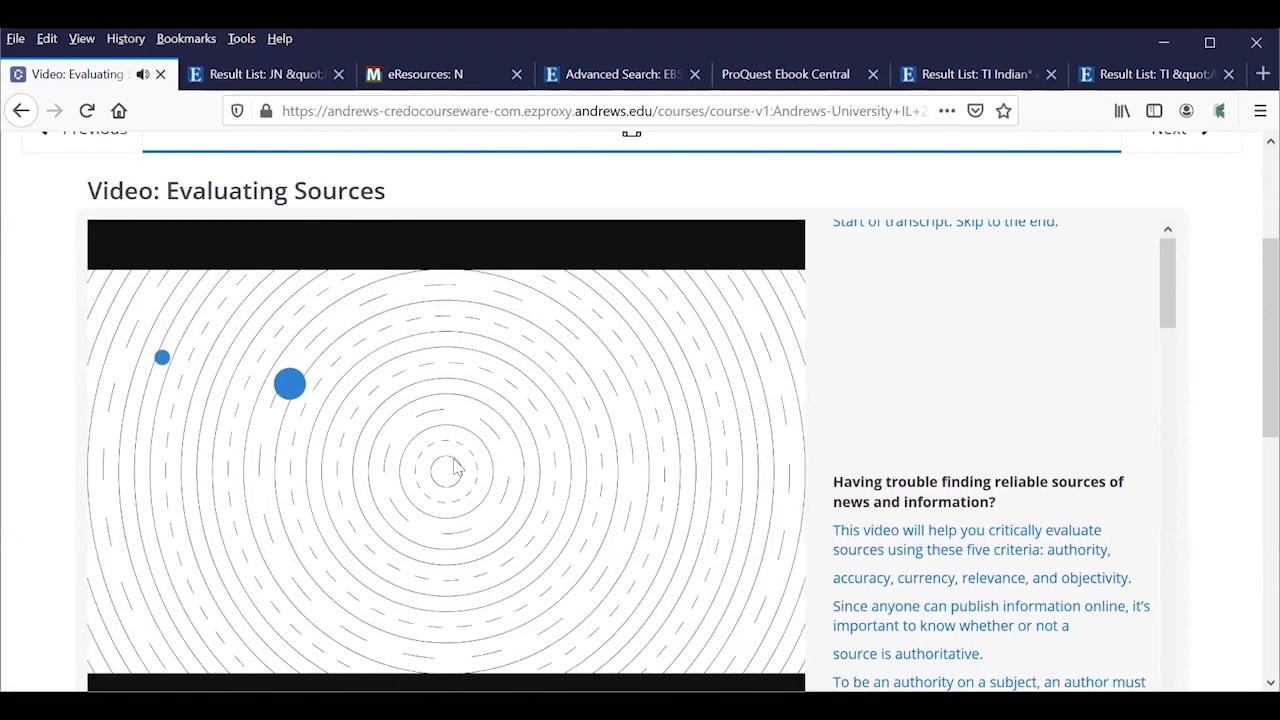 File Edit View History Bookmarks Tools Help
Video: Evaluating S
Result List: JN &quot;
eResources: N
Advanced Search: EBS
ProQuest Ebook Central
Result List: TI Indian*
Result List: TI &quot;A
https://andrews-credocourseware-com.ezproxy.andrews.edu/courses/course-v1:Andrews-University+IL+2
Previous
Next
Video: Evaluating Sources
Start of transcript. Skip to the end.
Having trouble finding reliable sources of
news and information?
This video will help you critically evaluate
sources using these five criteria: authority,
accuracy, currency, relevance, and objectivity.
Since anyone can publish information online, it's
important to know whether or not a
source is authoritative.
To be an authority on a subject, an author must